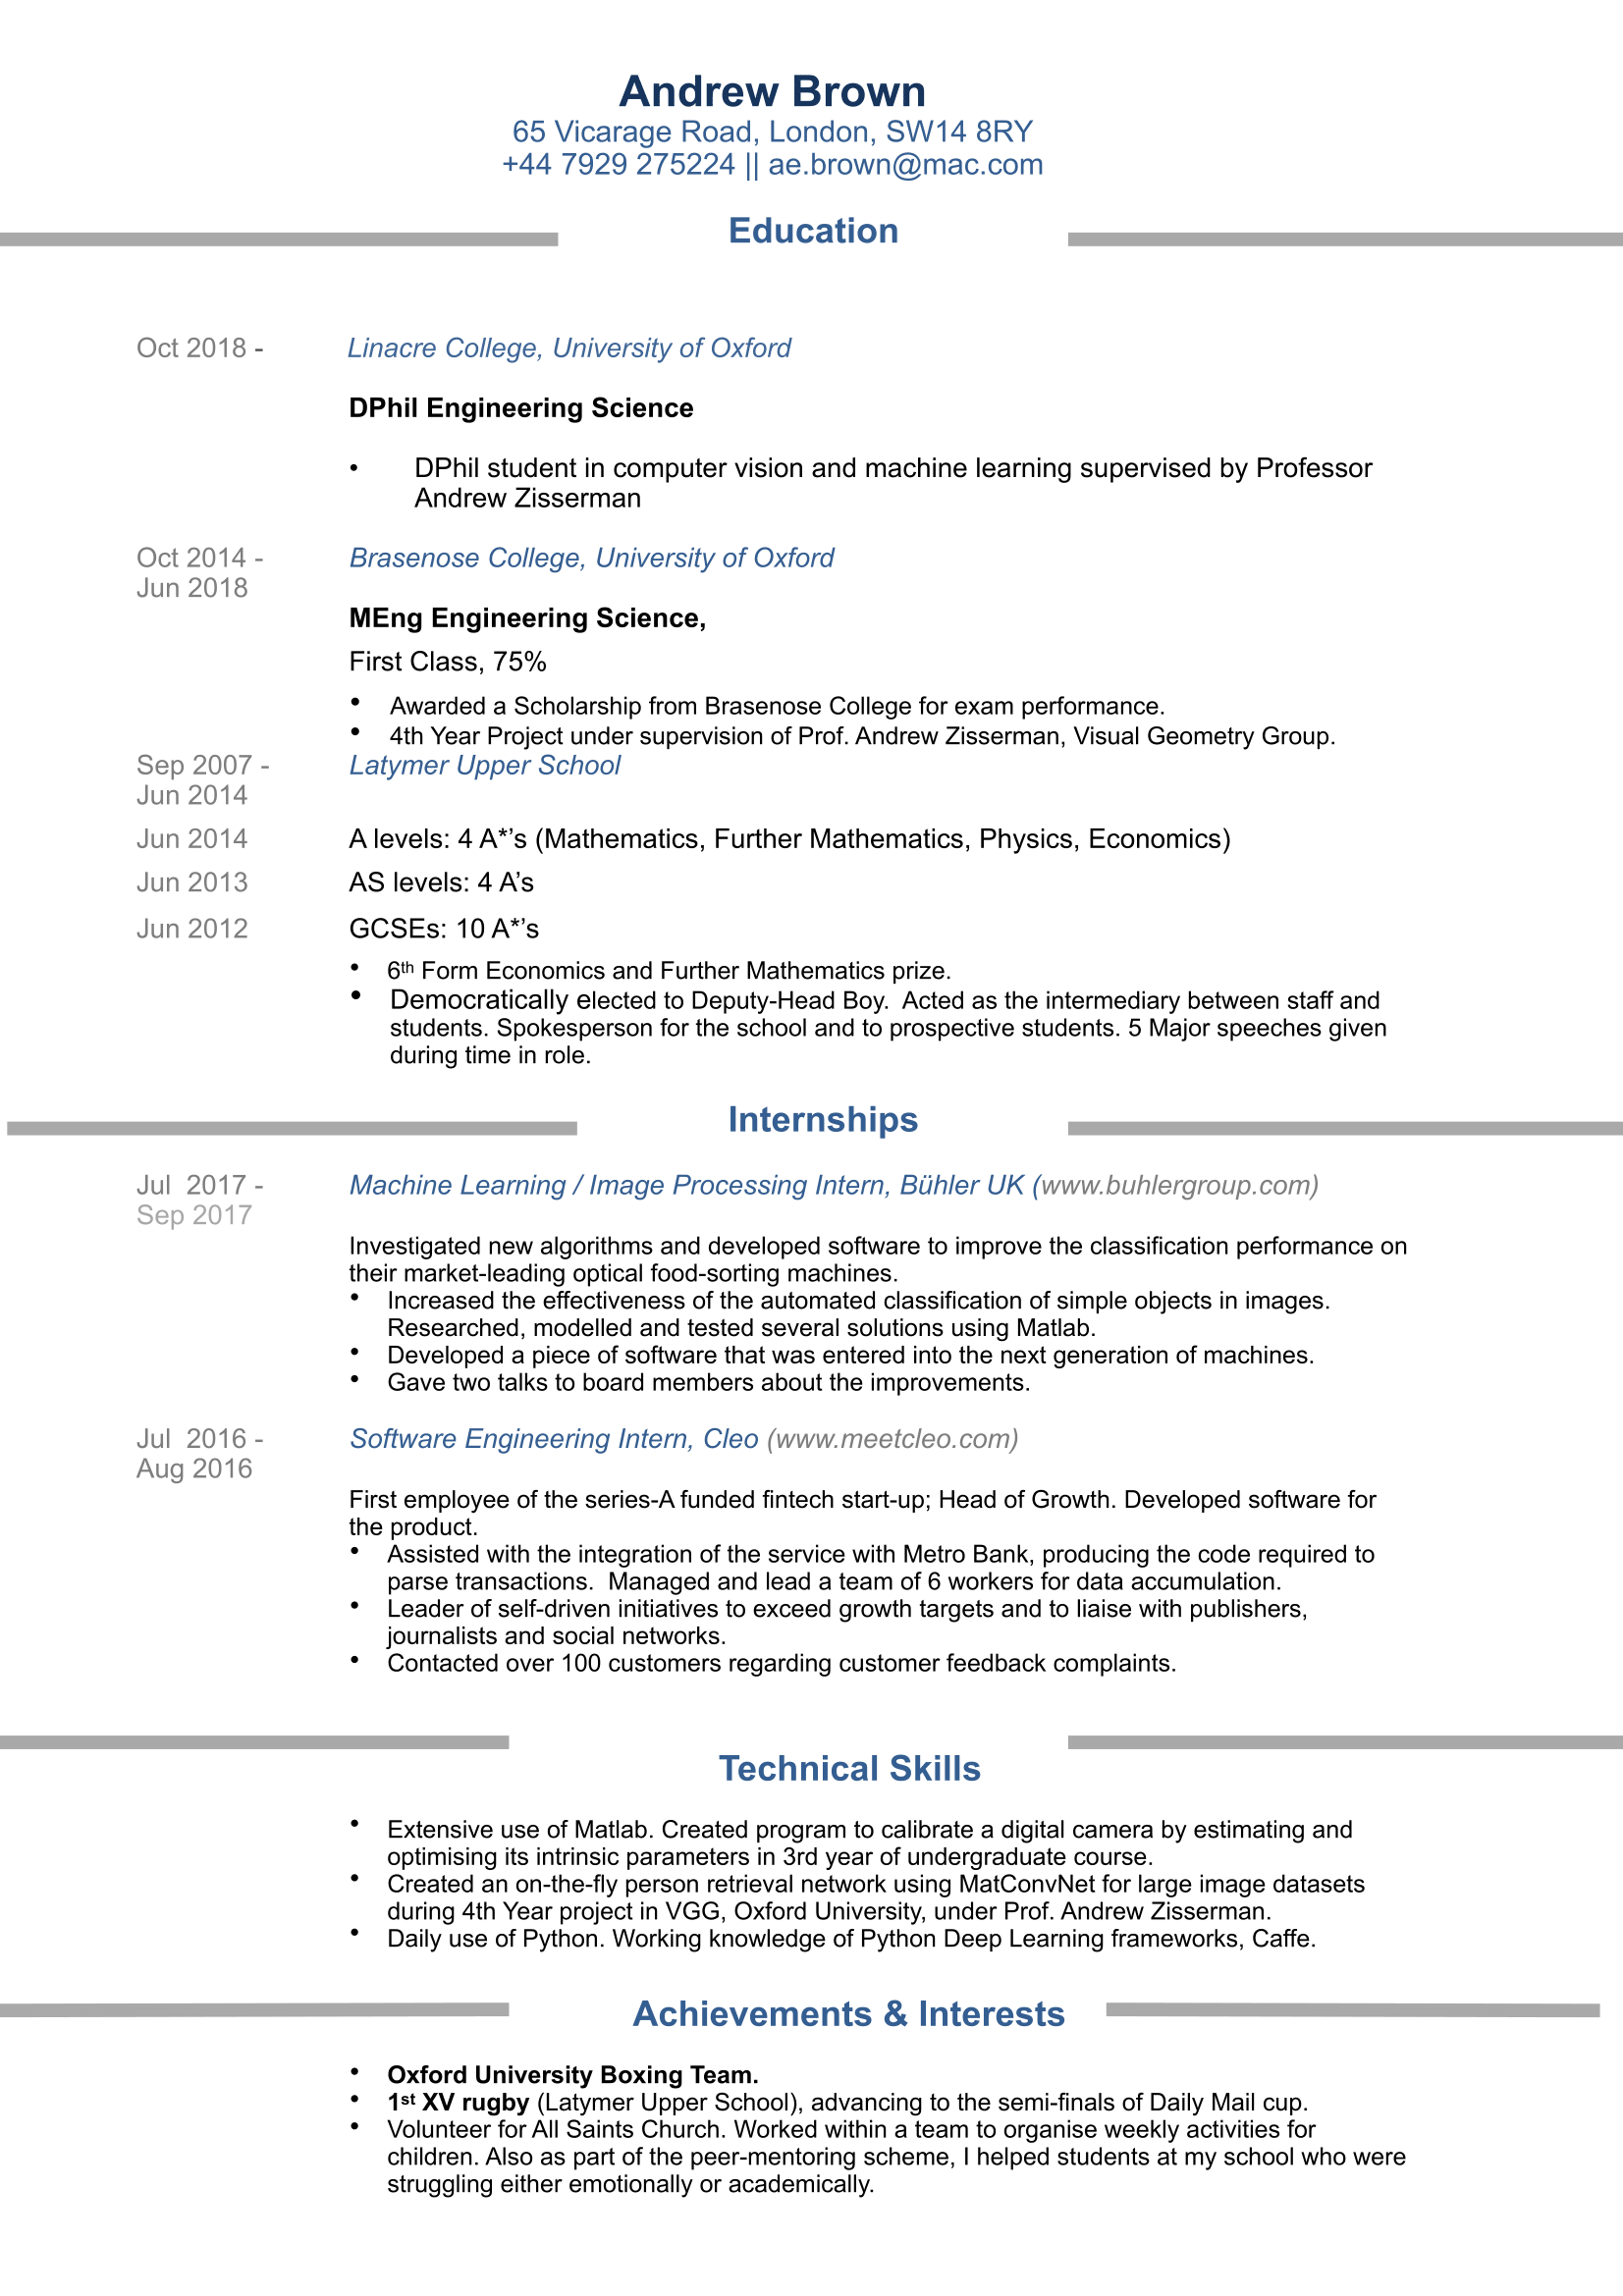 Andrew Brown
65 Vicarage Road, London, SW14 8RY
+44 7929 275224 || ae.brown@mac.com
Education
Oct 2018 - Linacre College, University of Oxford
DPhil Engineering Science
• DPhil student in computer vision and machine learning supervised by Professor
Andrew Zisserman
Oct 2014 - Brasenose College, University of Oxford
Jun 2018
MEng Engineering Science,
First Class, 75%
• Awarded a Scholarship from Brasenose College for exam performance.
• 4th Year Project under supervision of Prof. Andrew Zisserman, Visual Geometry Group.
Sep 2007 - Latymer Upper School
Jun 2014
Jun 2014 A levels: 4 A*’s (Mathematics, Further Mathematics, Physics, Economics)
Jun 2013 AS levels: 4 A’s
Jun 2012 GCSEs: 10 A*’s
• 6th Form Economics and Further Mathematics prize.
• Democratically elected to Deputy-Head Boy.  Acted as the intermediary between staff and
students. Spokesperson for the school and to prospective students. 5 Major speeches given
during time in role.
Internships
Jul  2017 - Machine Learning / Image Processing Intern, Bühler UK (www.buhlergroup.com)
Sep 2017
Investigated new algorithms and developed software to improve the classification performance on
their market-leading optical food-sorting machines.
• Increased the effectiveness of the automated classification of simple objects in images.
Researched, modelled and tested several solutions using Matlab.
• Developed a piece of software that was entered into the next generation of machines.
• Gave two talks to board members about the improvements.
Jul  2016 - Software Engineering Intern, Cleo (www.meetcleo.com)
Aug 2016
First employee of the series-A funded fintech start-up; Head of Growth. Developed software for
the product.
• Assisted with the integration of the service with Metro Bank, producing the code required to
parse transactions.  Managed and lead a team of 6 workers for data accumulation.
• Leader of self-driven initiatives to exceed growth targets and to liaise with publishers,
journalists and social networks.
• Contacted over 100 customers regarding customer feedback complaints.
Technical Skills
• Extensive use of Matlab. Created program to calibrate a digital camera by estimating and
optimising its intrinsic parameters in 3rd year of undergraduate course.
• Created an on-the-fly person retrieval network using MatConvNet for large image datasets
during 4th Year project in VGG, Oxford University, under Prof. Andrew Zisserman.
• Daily use of Python. Working knowledge of Python Deep Learning frameworks, Caffe.
Achievements & Interests
• Oxford University Boxing Team.
• 1st XV rugby (Latymer Upper School), advancing to the semi-finals of Daily Mail cup.
• Volunteer for All Saints Church. Worked within a team to organise weekly activities for
children. Also as part of the peer-mentoring scheme, I helped students at my school who were
struggling either emotionally or academically.